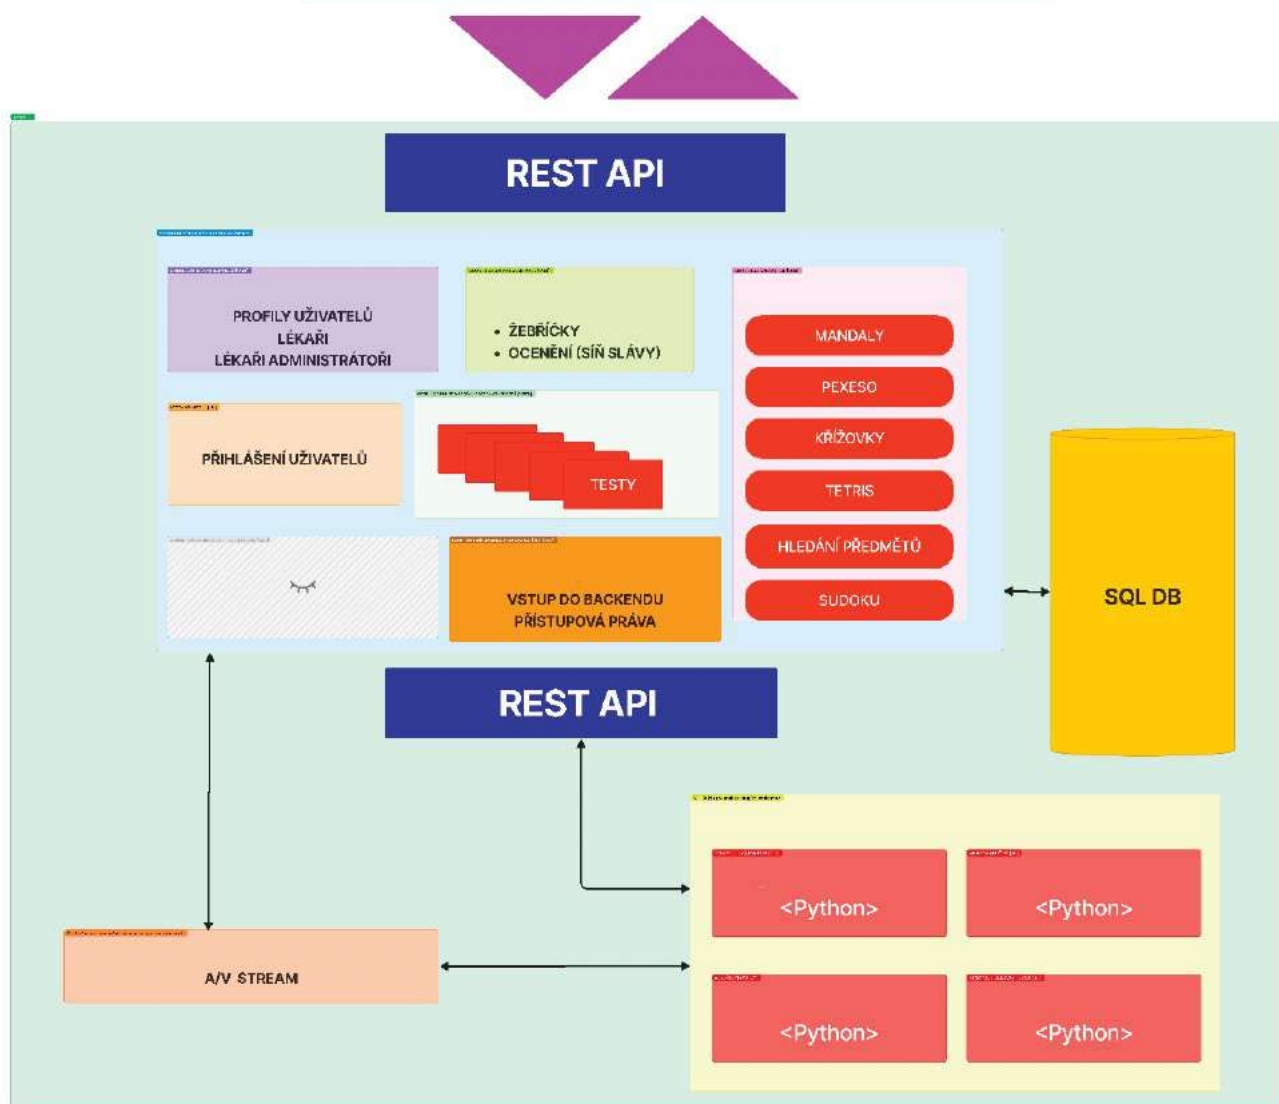 REST API
PROFILY UŽIVATELŮ
LÉKAŘI
LÉKAŘI ADMINISTRÁTOŘI
• ŽEBŘÍČKY
• OCENĚNÍ (SÍŇ SLÁVY)
MANDALY
PEXESO
KŘÍŽOVKY
TETRIS
HLEDÁNÍ PŘEDMĚTŮ
SUDOKU
PŘIHLÁŠENÍ UŽIVATELŮ
TESTY
VSTUP DO BACKENDU
PŘÍSTUPOVÁ PRÁVA
SQL DB
REST API
A/V STREAM
<Python>
<Python>
<Python>
<Python>